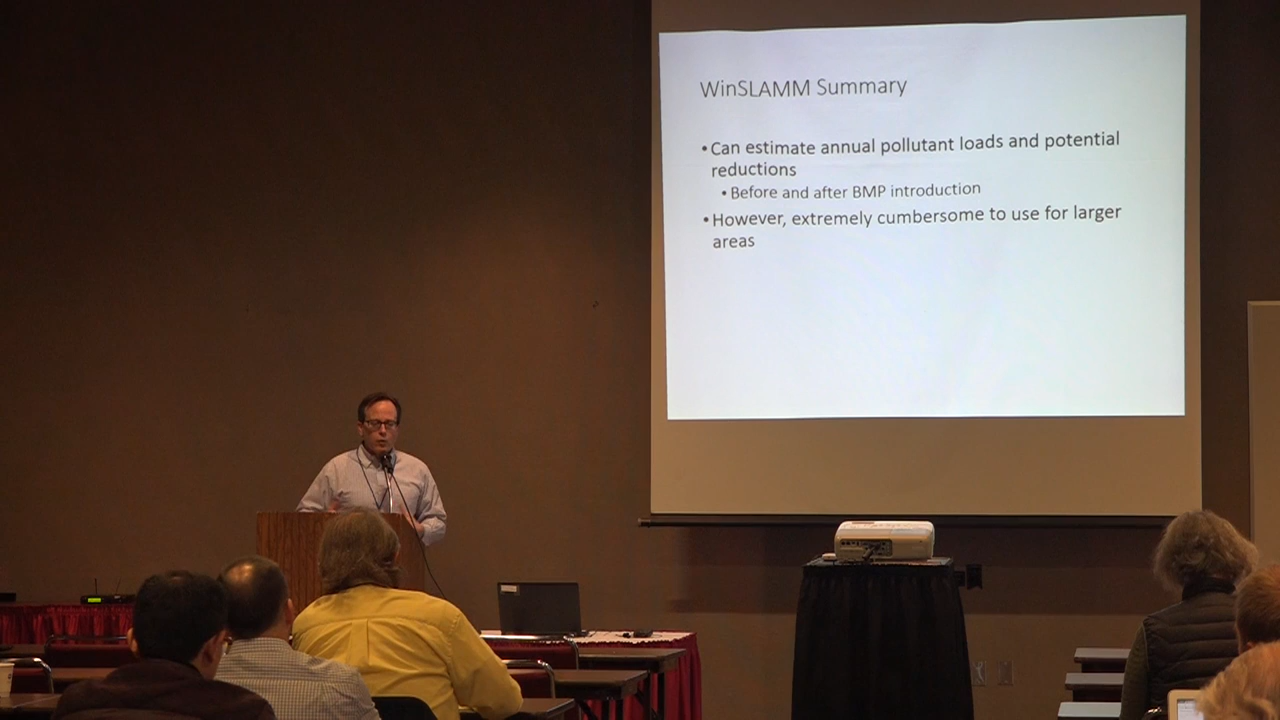 WinSLAMM Summary
•Can estimate annual pollutant loads and potential
reductions
•Before and after BMP introduction
•However, extremely cumbersome to use for larger
areas